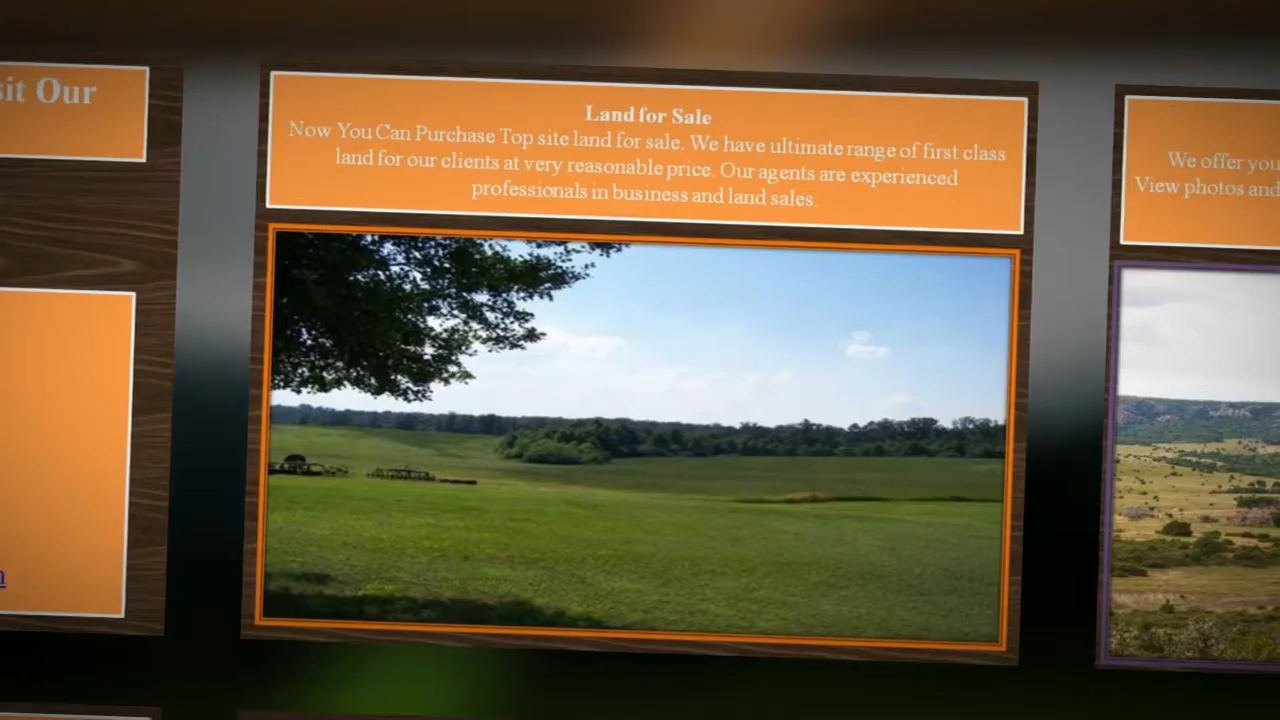 sit Our
Land for Sale
Now You Can Purchase Top site land for sale. We have ultimate range of first class
land for our clients at very reasonable price. Our agents are experienced
professionals in business and land sales.
We offer you
View photos and